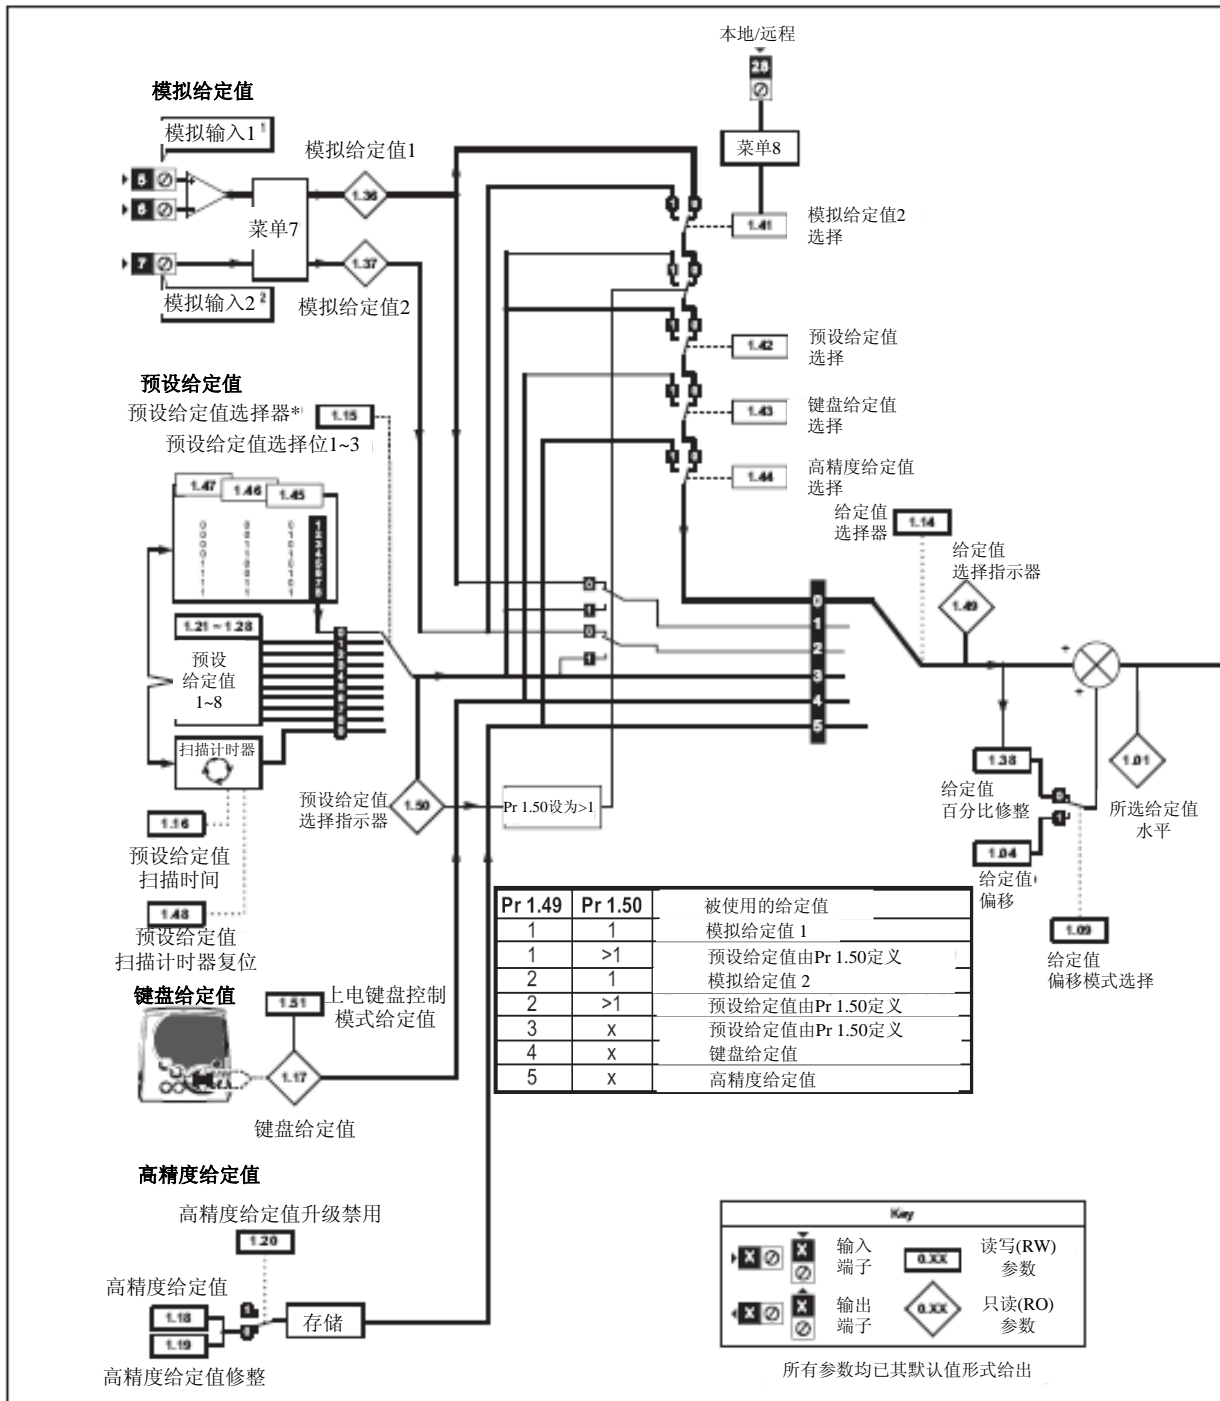 本地/远程
28
模拟给定值
模拟输入1 1
模拟给定值1
菜单8
5
6
菜单7
1.36
1.41
模拟给定值2
选择
7
1.37
模拟输入2 2
模拟给定值2
1.42
预设给定值
选择
预设给定值
预设给定值选择器*
1.15
预设给定值选择位1~3
1.43
键盘给定值
选择
1.44
高精度给定值
选择
1.47
1.46
1.45
给定值
选择器
1.14
给定值
选择指示器
1.49
1.21 ~ 1.28
预设
给定值
1~8
0
1
2
3
4
5
扫描计时器
预设给定值
选择指示器
1.50
Pr 1.50设为>1
1.38
给定值
百分比修整
1.01
所选给定值
水平
1.04
给定值
偏移
1.09
给定值
偏移模式选择
1.16
预设给定值
扫描时间
1.48
预设给定值
扫描计时器复位
Pr 1.49 Pr 1.50 被使用的给定值
1 1 模拟给定值 1
1 >1 预设给定值由Pr 1.50定义
2 1 模拟给定值 2
2 >1 预设给定值由Pr 1.50定义
3 x 预设给定值由Pr 1.50定义
4 x 键盘给定值
5 x 高精度给定值
键盘给定值
1.51
上电键盘控制
模式给定值
1.17
键盘给定值
高精度给定值
高精度给定值升级禁用
1.20
高精度给定值
1.18
1.19
存储
高精度给定值修整
Key
X
X
输入
端子
0.XX
读写(RW)
参数
X
X
输出
端子
0.XX
只读(RO)
参数
所有参数均已其默认值形式给出